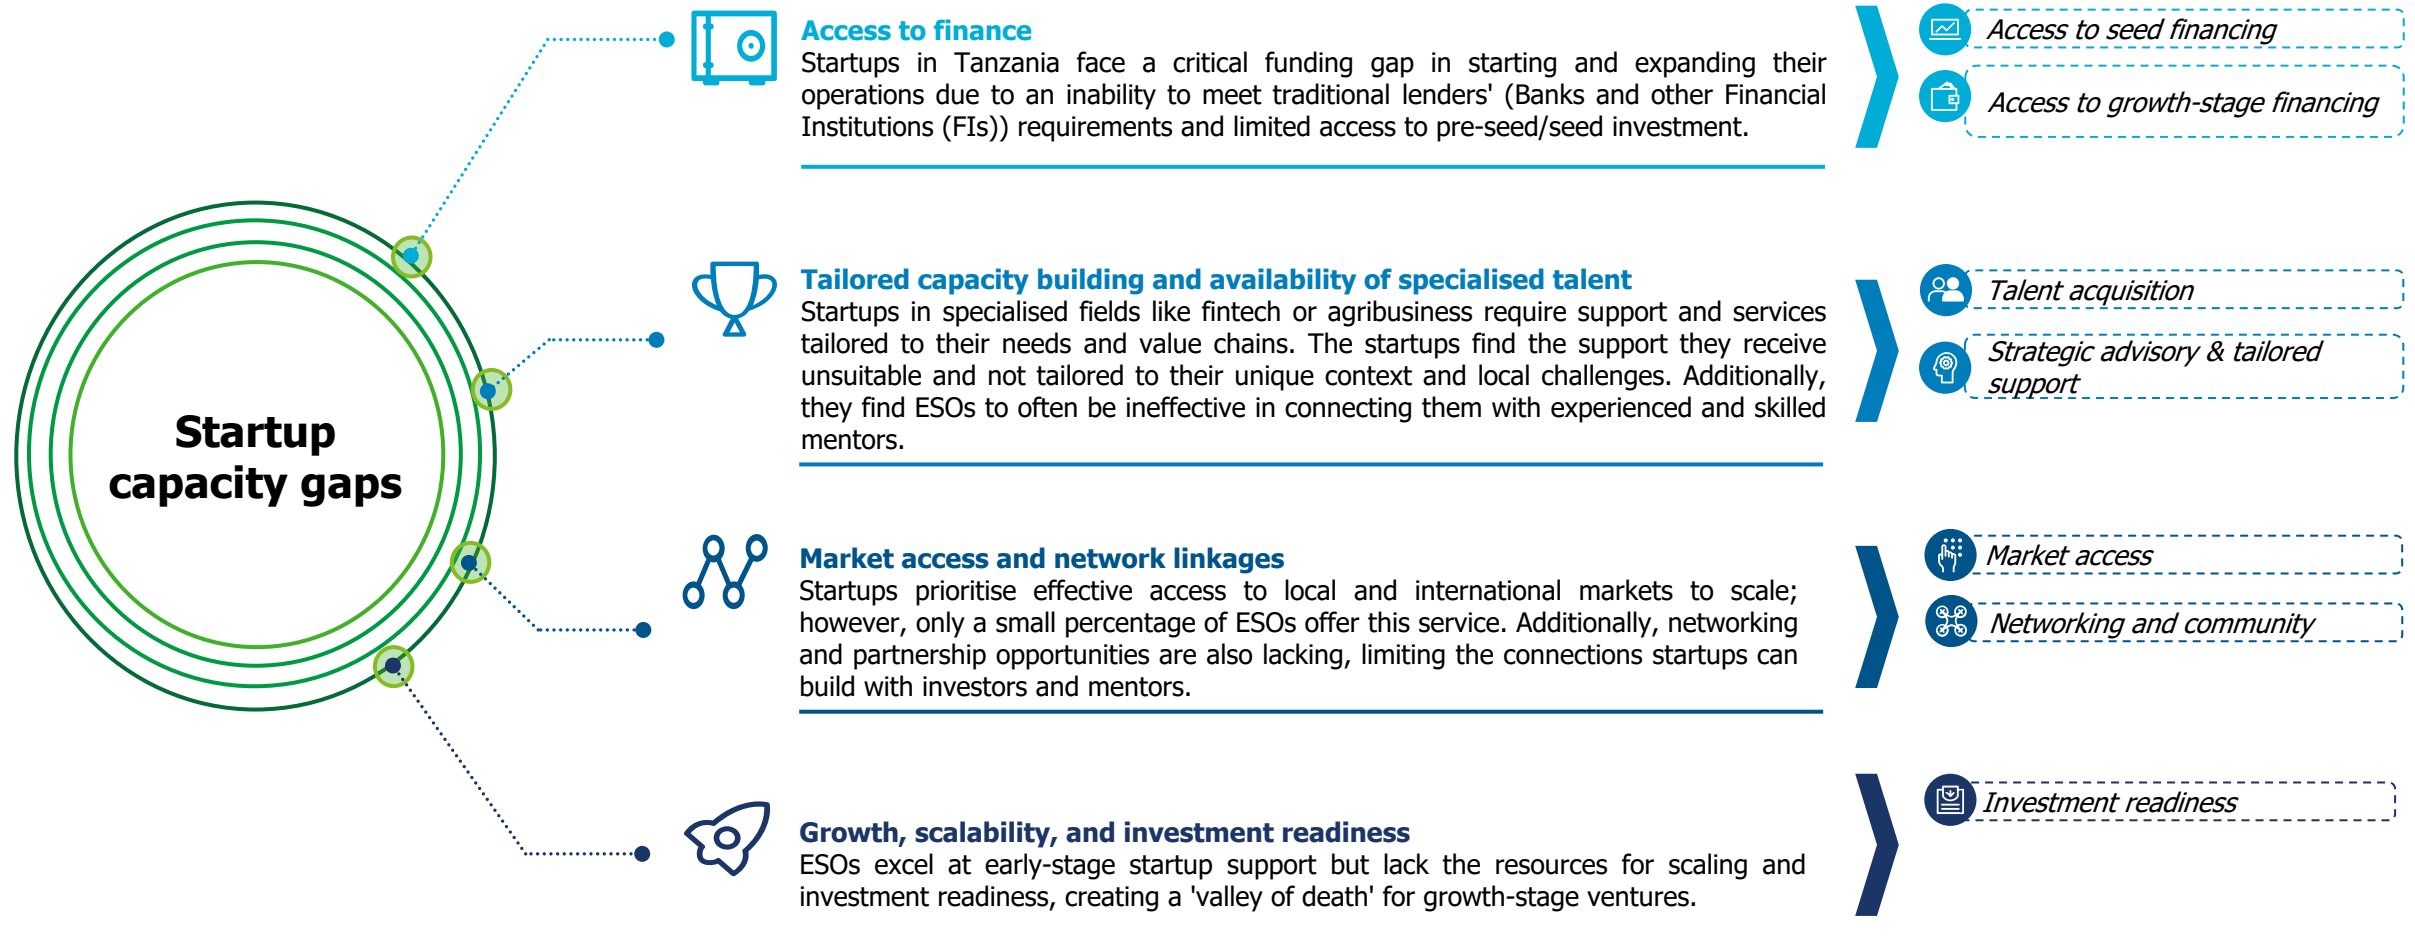 Startup
capacity gaps
Access to finance
Startups in Tanzania face a critical funding gap in starting and expanding their
operations due to an inability to meet traditional lenders' (Banks and other Financial
Institutions (FIs)) requirements and limited access to pre-seed/seed investment.
Access to seed financing
Access to growth-stage financing
Tailored capacity building and availability of specialised talent
Startups in specialised fields like fintech or agribusiness require support and services
tailored to their needs and value chains. The startups find the support they receive
unsuitable and not tailored to their unique context and local challenges. Additionally,
they find ESOs to often be ineffective in connecting them with experienced and skilled
mentors.
Talent acquisition
Strategic advisory & tailored
support
Market access and network linkages
Startups prioritise effective access to local and international markets to scale;
however, only a small percentage of ESOs offer this service. Additionally, networking
and partnership opportunities are also lacking, limiting the connections startups can
build with investors and mentors.
Market access
Networking and community
Growth, scalability, and investment readiness
ESOs excel at early-stage startup support but lack the resources for scaling and
investment readiness, creating a 'valley of death' for growth-stage ventures.
Investment readiness